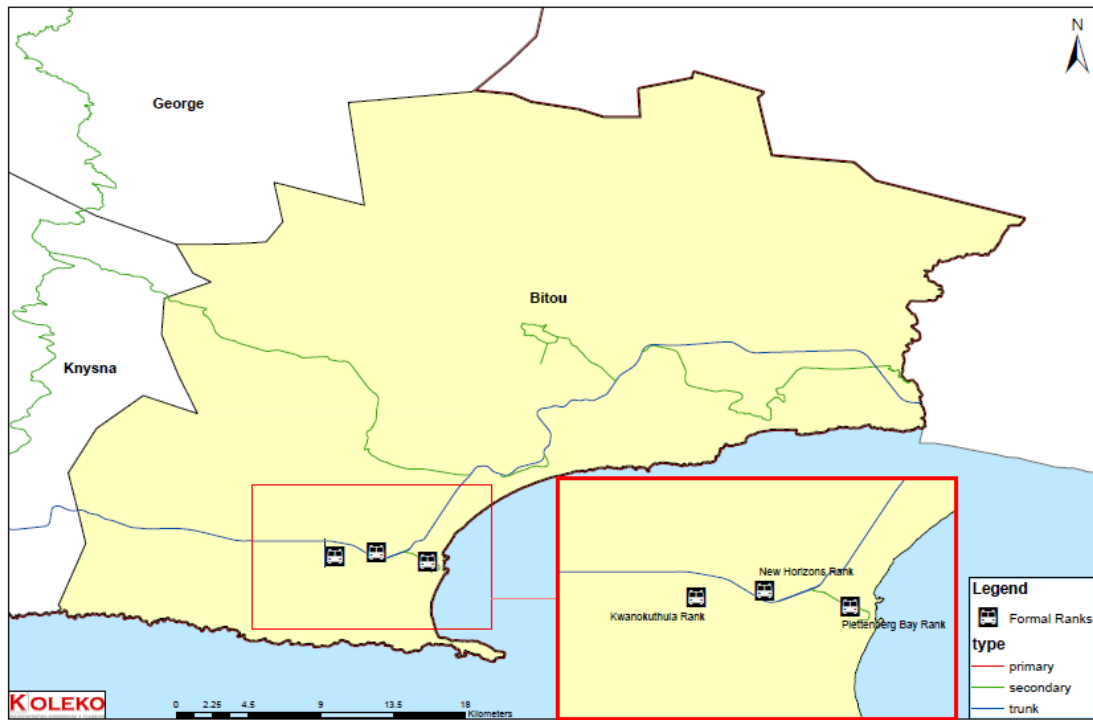 N
George
Bitou
Knysna
New Horizons Rank
Kwanokuthula Rank
Plettenberg Bay Rank
Legend
Formal Ranks
type
primary
secondary
trunk
KOLEKO
0 2.25 4.5 9 13.5 18
Kilometers